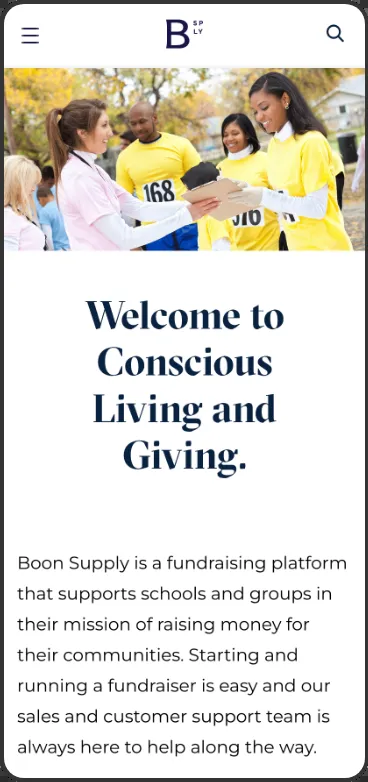 B SP
LY
168
Welcome to
Conscious
Living and
Giving.
Boon Supply is a fundraising platform
that supports schools and groups in
their mission of raising money for
their communities. Starting and
running a fundraiser is easy and our
sales and customer support team is
always here to help along the way.